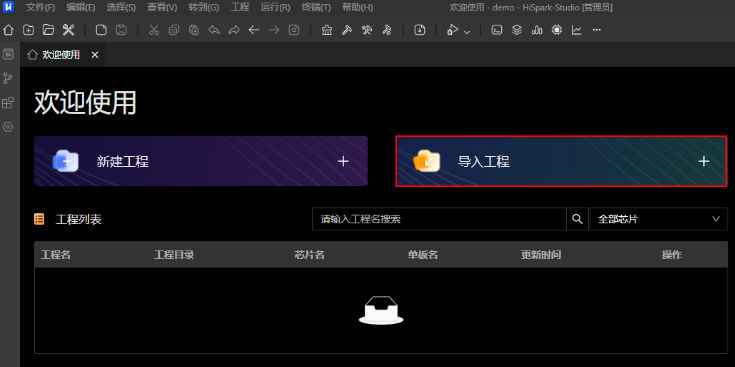 文件(F) 编辑(E) 选择(S) 查看(V) 转到(G) 工程 运行(R) 终端(T) 帮助(H) 欢迎使用 - demo - HiSpark-Studio [管理员]
欢迎使用
欢迎使用
新建工程
导入工程
工程列表 请输入工程名搜索 全部芯片
工程名 工程目录 芯片名 单板名 更新时间 操作